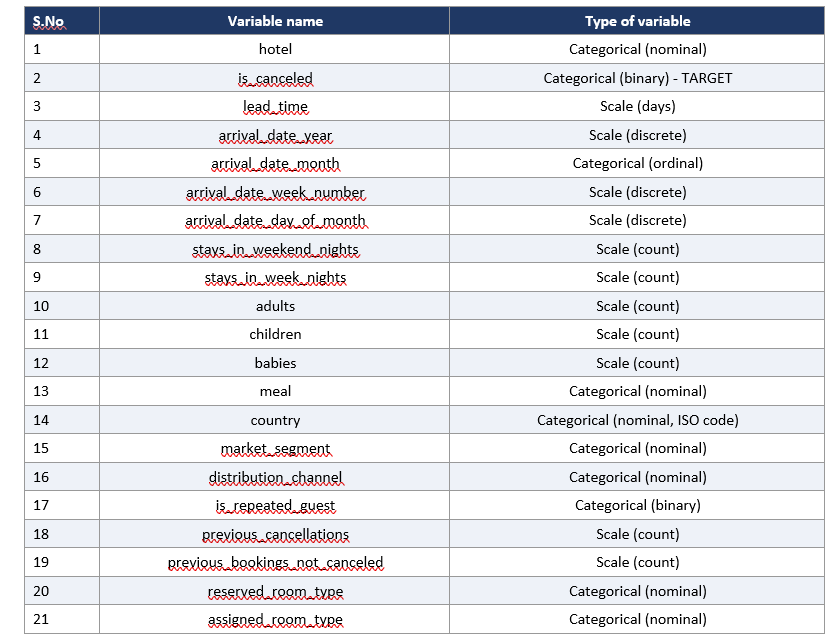 S.No Variable name Type of variable
1 hotel Categorical (nominal)
2 is_canceled Categorical (binary) - TARGET
3 lead_time Scale (days)
4 arrival_date_year Scale (discrete)
5 arrival_date_month Categorical (ordinal)
6 arrival_date_week_number Scale (discrete)
7 arrival_date_day_of_month Scale (discrete)
8 stays_in_weekend_nights Scale (count)
9 stays_in_week_nights Scale (count)
10 adults Scale (count)
11 children Scale (count)
12 babies Scale (count)
13 meal Categorical (nominal)
14 country Categorical (nominal, ISO code)
15 market_segment Categorical (nominal)
16 distribution_channel Categorical (nominal)
17 is_repeated_guest Categorical (binary)
18 previous_cancellations Scale (count)
19 previous_bookings_not_canceled Scale (count)
20 reserved_room_type Categorical (nominal)
21 assigned_room_type Categorical (nominal)